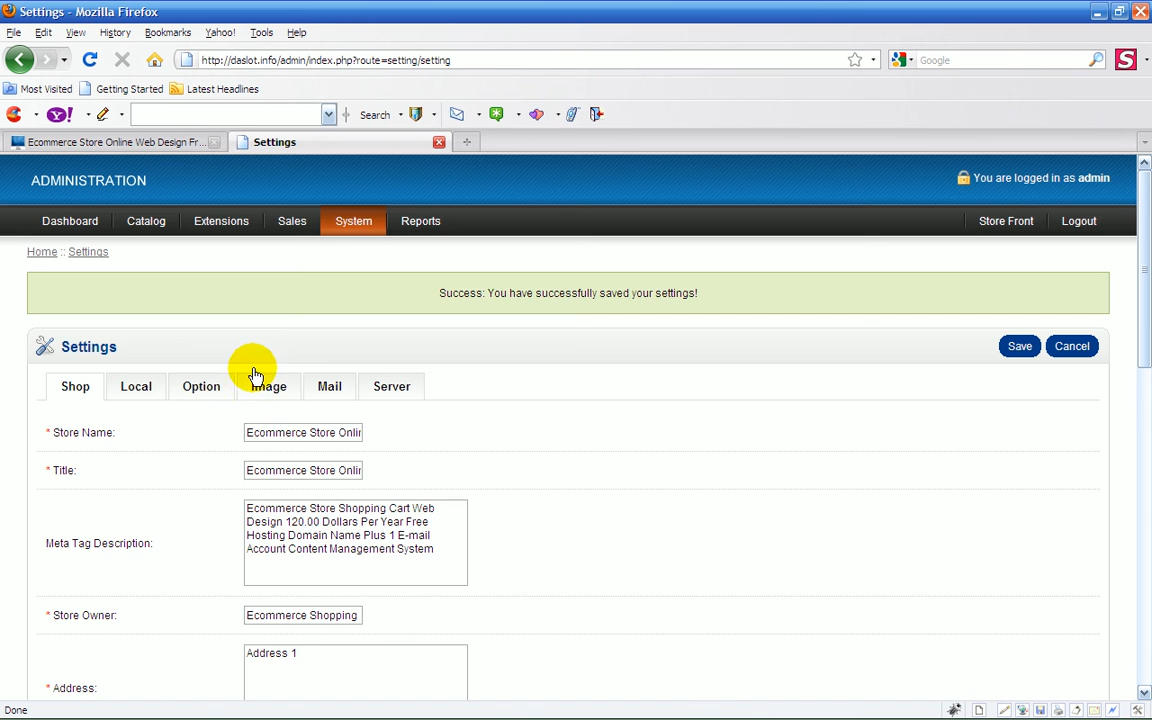 Settings - Mozilla Firefox
File Edit View History Bookmarks Yahoo! Tools Help
http://daslot.info/admin/index.php?route=setting/setting
Google
S
Most Visited Getting Started Latest Headlines
Y! Search
Ecommerce Store Online Web Design Fr... Settings
ADMINISTRATION
You are logged in as admin
Dashboard Catalog Extensions Sales System Reports Store Front Logout
Home :: Settings
Success: You have successfully saved your settings!
Settings
Save Cancel
Shop Local Option Image Mail Server
* Store Name: Ecommerce Store Onlin
* Title: Ecommerce Store Onlin
Meta Tag Description:
Ecommerce Store Shopping Cart Web
Design 120.00 Dollars Per Year Free
Hosting Domain Name Plus 1 E-mail
Account Content Management System
* Store Owner: Ecommerce Shopping
* Address:
Address 1
Done